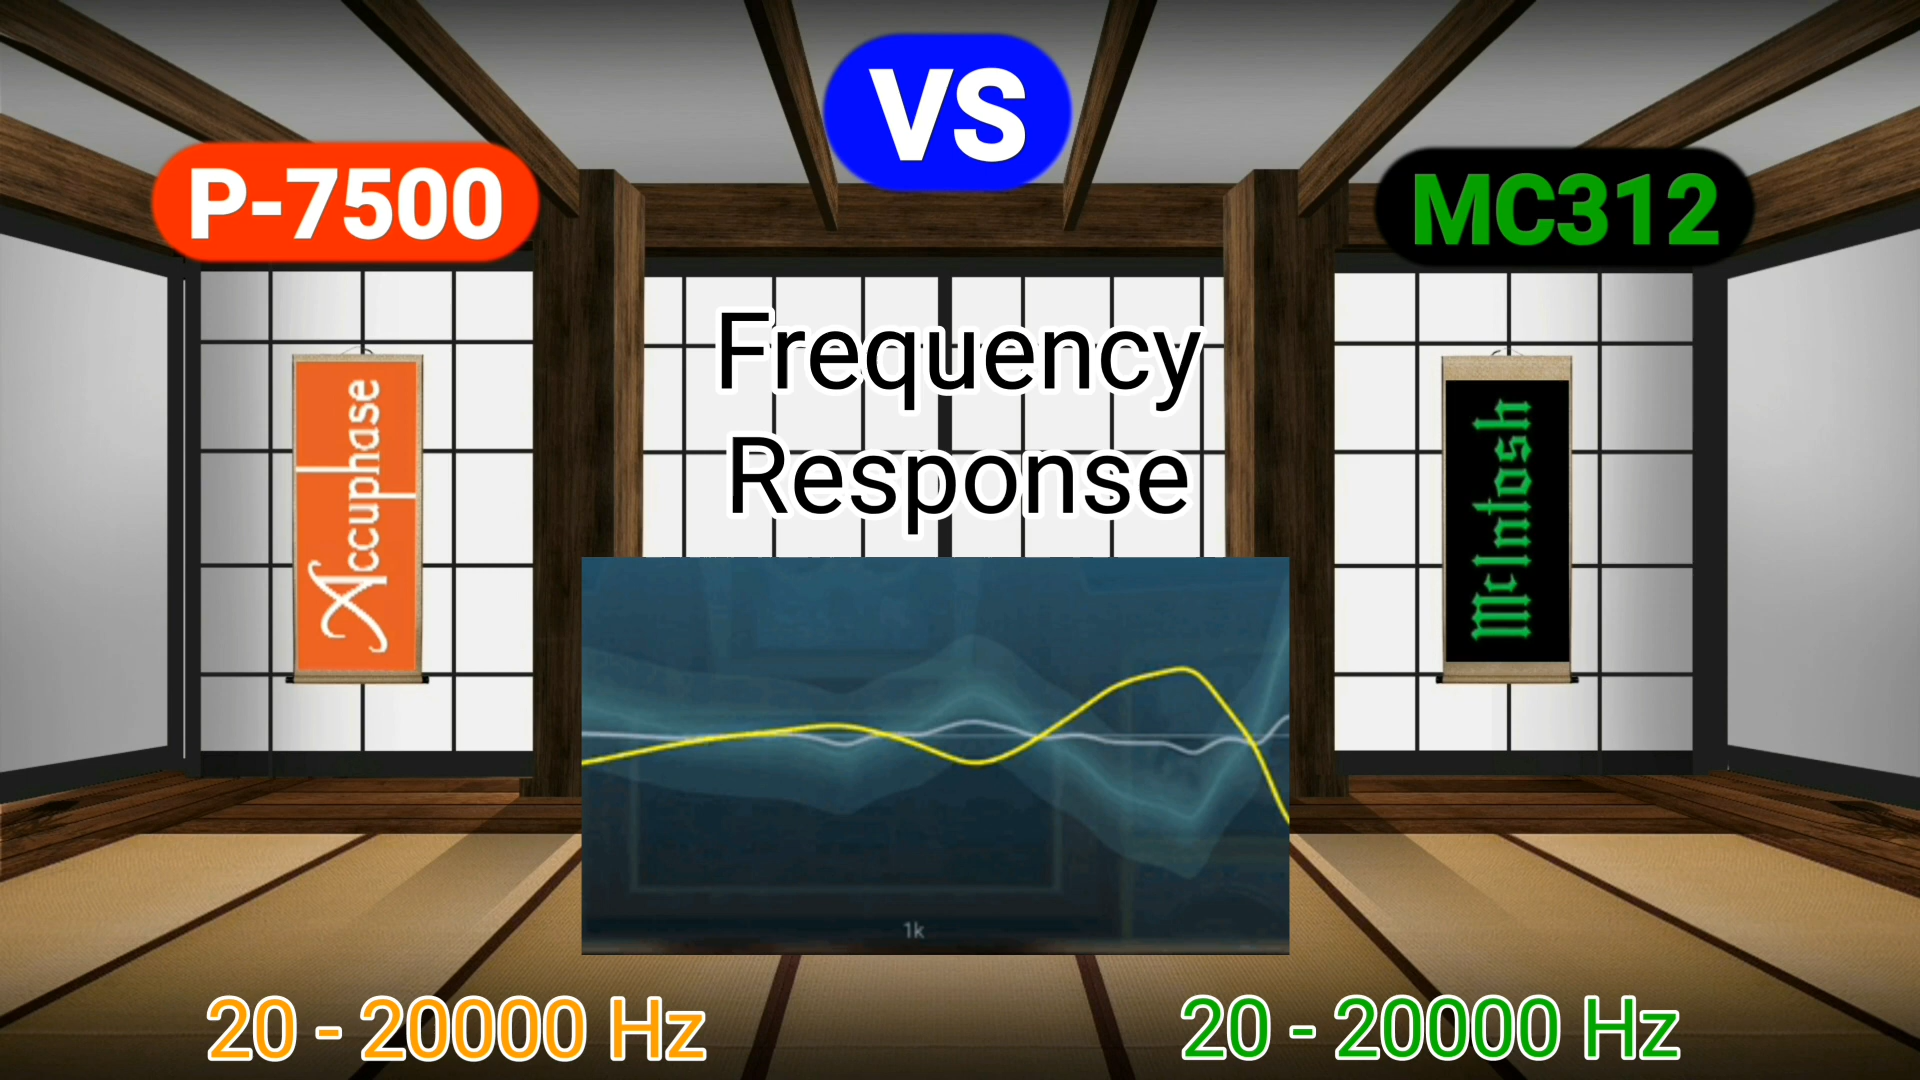 VS
P-7500
MC312
Frequency
Response
Accuphase
McIntosh
1k
20 - 20000 Hz
20 - 20000 Hz